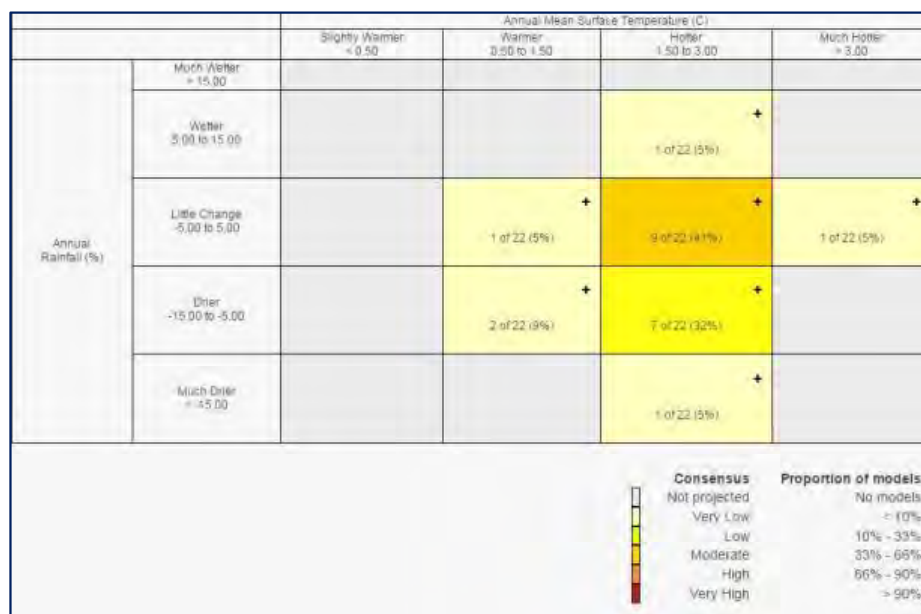 Annual Mean Surface Temperature (C)
Slightly Warmer
< 0.50
Warmer
0.50 to 1.50
Hotter
1.50 to 3.00
Much Hotter
> 3.00
Annual
Rainfall (%)
Much Wetter
> 15.00
Wetter
5.00 to 15.00
+
1 of 22 (5%)
Little Change
-5.00 to 5.00
+
1 of 22 (5%)
+
9 of 22 (41%)
+
1 of 22 (5%)
Drier
-15.00 to -5.00
+
2 of 22 (9%)
+
7 of 22 (32%)
Much Drier
< -15.00
+
1 of 22 (5%)
Consensus Proportion of models
Not projected No models
Very Low < 10%
Low 10% - 33%
Moderate 33% - 66%
High 66% - 90%
Very High > 90%